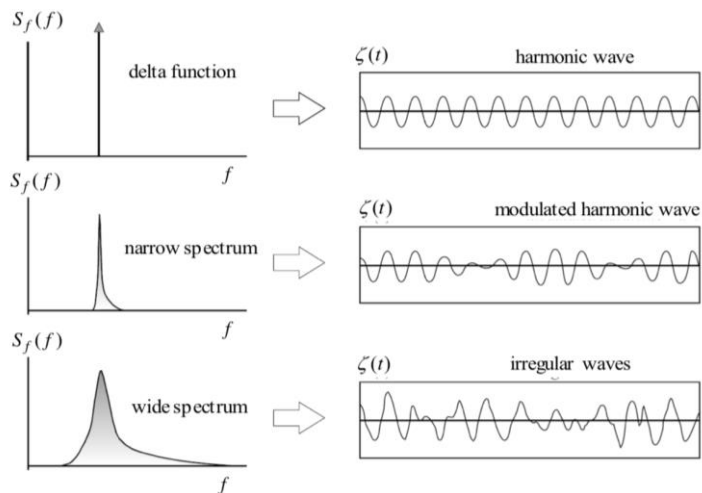 S_f(f)
delta function
f
ζ(t)
harmonic wave
S_f(f)
narrow spectrum
f
ζ(t)
modulated harmonic wave
S_f(f)
wide spectrum
f
ζ(t)
irregular waves